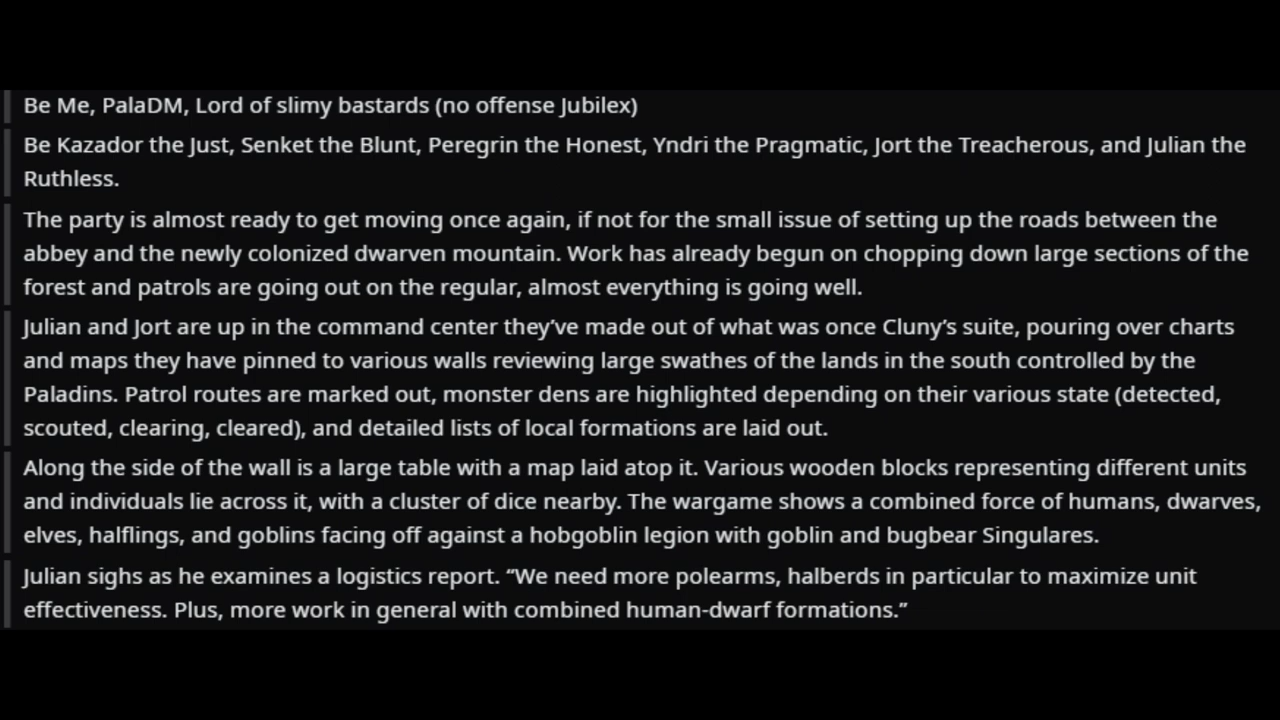 Be Me, PalaDM, Lord of slimy bastards (no offense Jubilex)
Be Kazador the Just, Senket the Blunt, Peregrin the Honest, Yndri the Pragmatic, Jort the Treacherous, and Julian the
Ruthless.
The party is almost ready to get moving once again, if not for the small issue of setting up the roads between the
abbey and the newly colonized dwarven mountain. Work has already begun on chopping down large sections of the
forest and patrols are going out on the regular, almost everything is going well.
Julian and Jort are up in the command center they’ve made out of what was once Cluny’s suite, pouring over charts
and maps they have pinned to various walls reviewing large swathes of the lands in the south controlled by the
Paladins. Patrol routes are marked out, monster dens are highlighted depending on their various state (detected,
scouted, clearing, cleared), and detailed lists of local formations are laid out.
Along the side of the wall is a large table with a map laid atop it. Various wooden blocks representing different units
and individuals lie across it, with a cluster of dice nearby. The wargame shows a combined force of humans, dwarves,
elves, halflings, and goblins facing off against a hobgoblin legion with goblin and bugbear Singulares.
Julian sighs as he examines a logistics report. “We need more polearms, halberds in particular to maximize unit
effectiveness. Plus, more work in general with combined human-dwarf formations.”